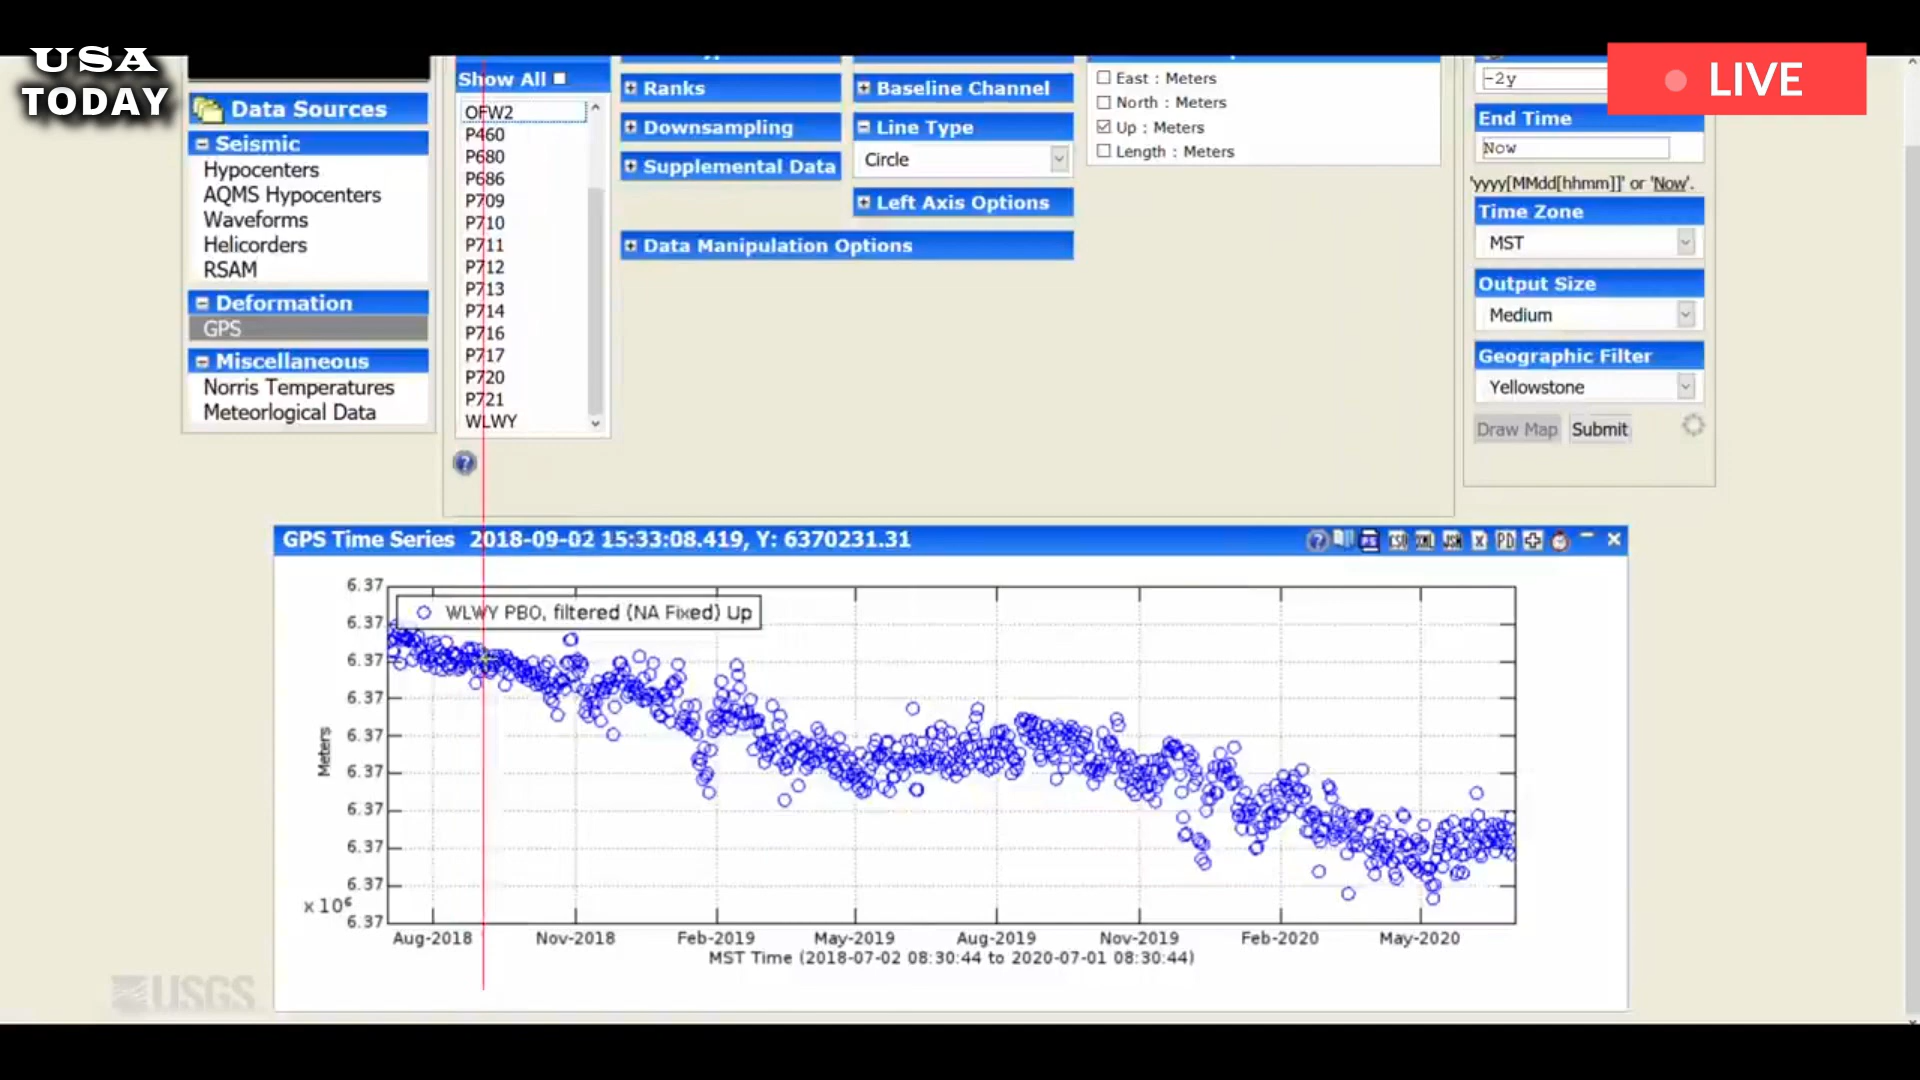 USA
TODAY
LIVE
Show All
OFW2
P460
P680
P686
P709
P710
P711
P712
P713
P714
P716
P717
P720
P721
WLWY
Data Sources
Seismic
Hypocenters
AQMS Hypocenters
Waveforms
Helicorders
RSAM
Deformation
GPS
Miscellaneous
Norris Temperatures
Meteorlogical Data
Ranks
Downsampling
Supplemental Data
Baseline Channel
Line Type
Circle
Left Axis Options
Data Manipulation Options
East : Meters
North : Meters
Up : Meters
Length : Meters
-2y
End Time
Now
'yyyy[MMdd[hhmm]]' or 'Now'.
Time Zone
MST
Output Size
Medium
Geographic Filter
Yellowstone
Draw Map Submit
GPS Time Series 2018-09-02 15:33:08.419, Y: 6370231.31
WLWY PBO, filtered (NA Fixed) Up
6.37
6.37
6.37
6.37
6.37
6.37
6.37
6.37
6.37
6.37
x 10⁶
Meters
Aug-2018 Nov-2018 Feb-2019 May-2019 Aug-2019 Nov-2019 Feb-2020 May-2020
MST Time (2018-07-02 08:30:44 to 2020-07-01 08:30:44)
USGS